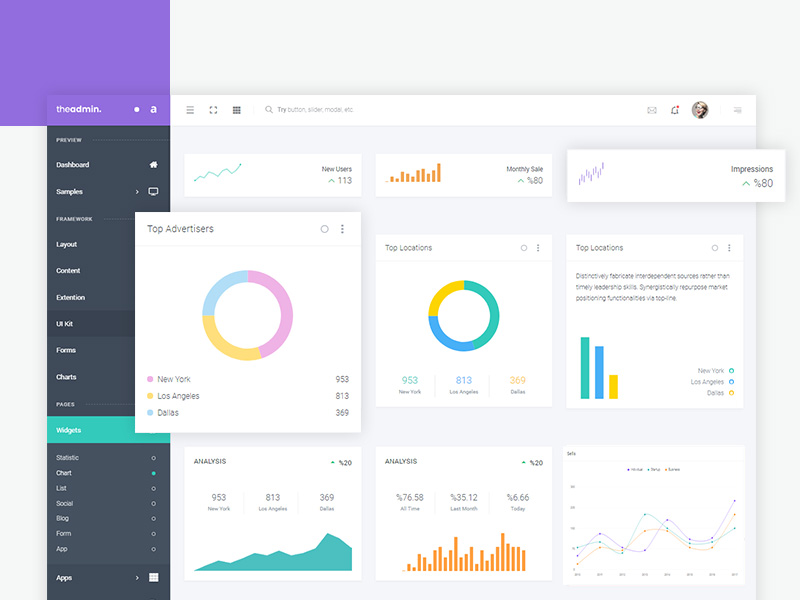 theadmin.
a
Try button, slider, modal, etc.
PREVIEW
Dashboard
Samples
FRAMEWORK
Layout
Content
Extention
UI Kit
Forms
Charts
PAGES
Widgets
Statistic
Chart
List
Social
Blog
Form
App
Apps
New Users
113
Monthly Sale
%80
Impressions
%80
Top Advertisers
New York 953
Los Angeles 813
Dallas 369
Top Locations
953 813 369
New York Los Angeles Dallas
Top Locations
Distinctively fabricate interdependent sources rather than
timely leadership skills. Synergistically repurpose market
positioning functionalities via top-line.
New York
Los Angeles
Dallas
ANALYSIS %20
953 813 369
New York Los Angeles Dallas
ANALYSIS %20
%76.58 %35.12 %6.66
All Time Last Month Today